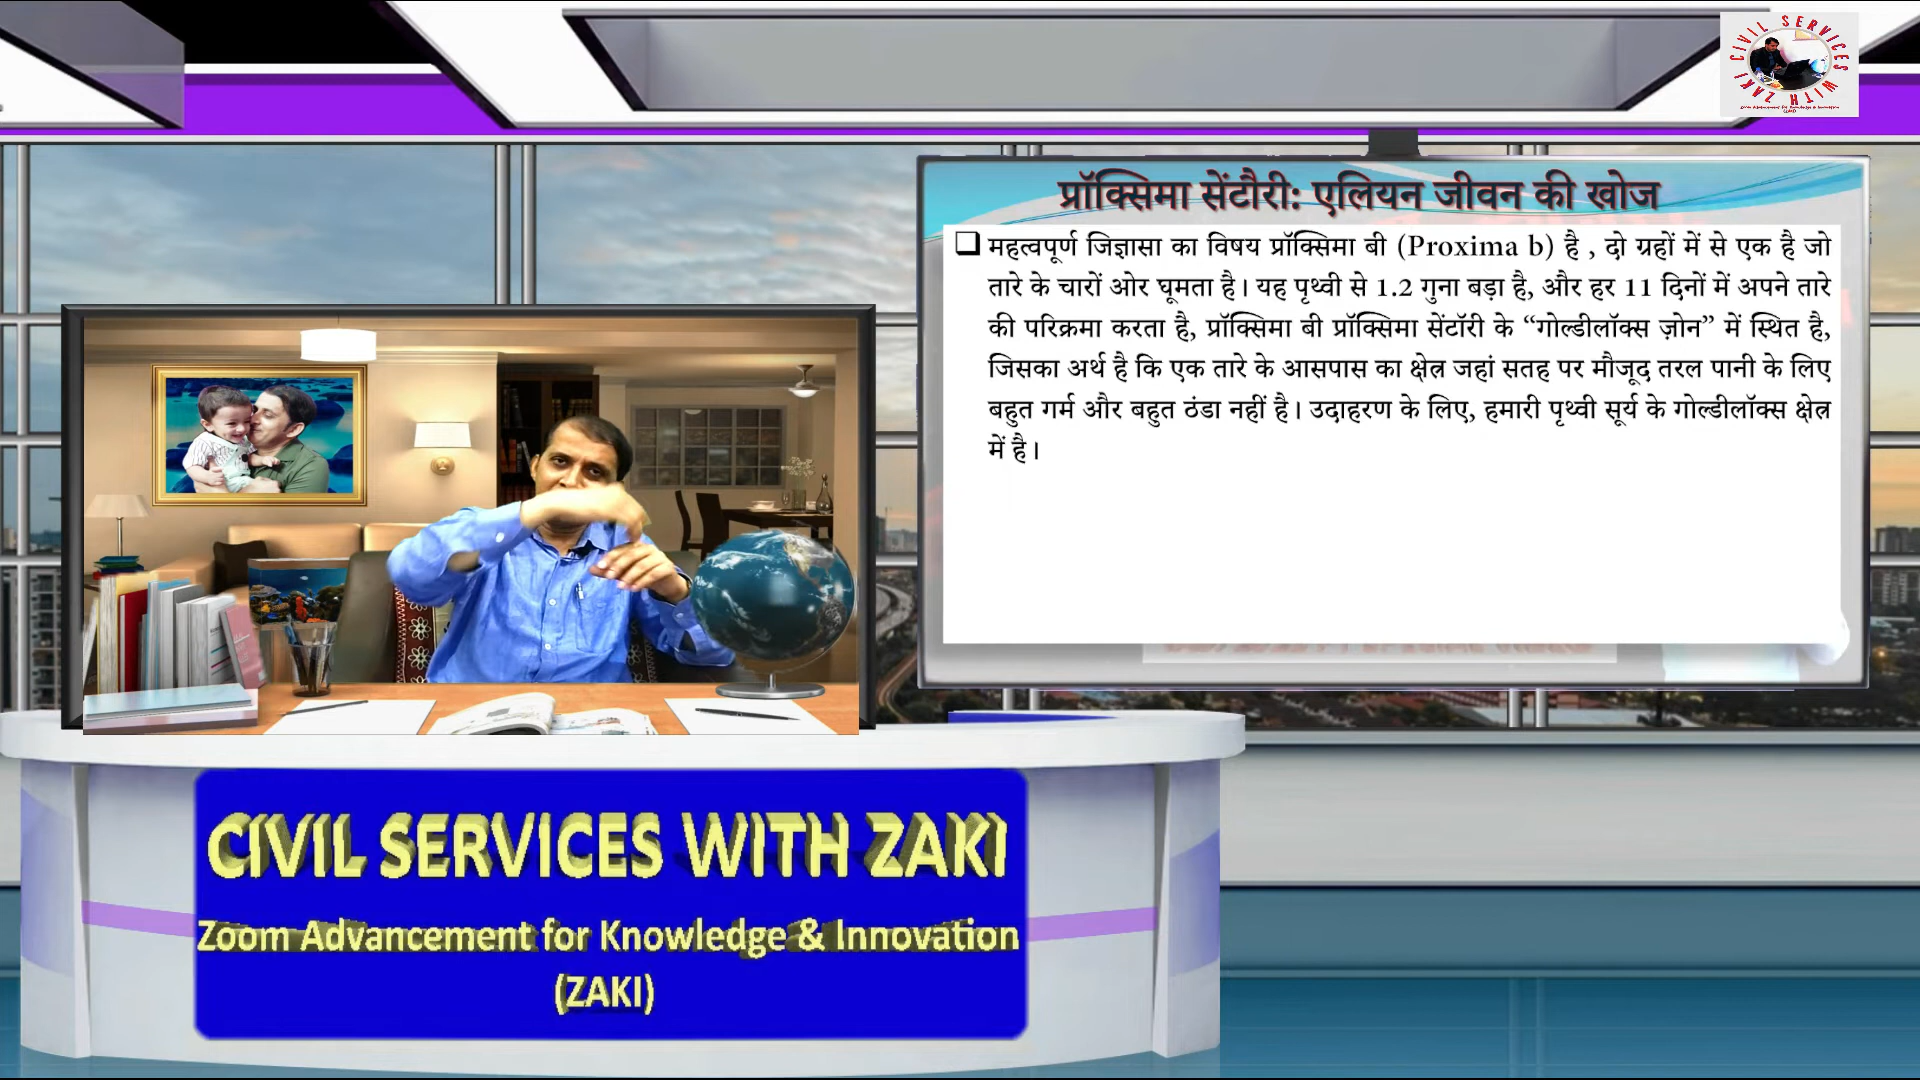 CIVIL SERVICES WITH ZAKI
प्रॉक्सिमा सेंटौरी: एलियन जीवन की खोज
महत्वपूर्ण जिज्ञासा का विषय प्रॉक्सिमा बी (Proxima b) है , दो ग्रहों में से एक है जो
तारे के चारों ओर घूमता है। यह पृथ्वी से 1.2 गुना बड़ा है, और हर 11 दिनों में अपने तारे
की परिक्रमा करता है, प्रॉक्सिमा बी प्रॉक्सिमा सेंटॉरी के “गोल्डीलॉक्स ज़ोन” में स्थित है,
जिसका अर्थ है कि एक तारे के आसपास का क्षेत्र जहां सतह पर मौजूद तरल पानी के लिए
बहुत गर्म और बहुत ठंडा नहीं है। उदाहरण के लिए, हमारी पृथ्वी सूर्य के गोल्डीलॉक्स क्षेत्र
में है।
CIVIL SERVICES WITH ZAKI
Zoom Advancement for Knowledge & Innovation
(ZAKI)